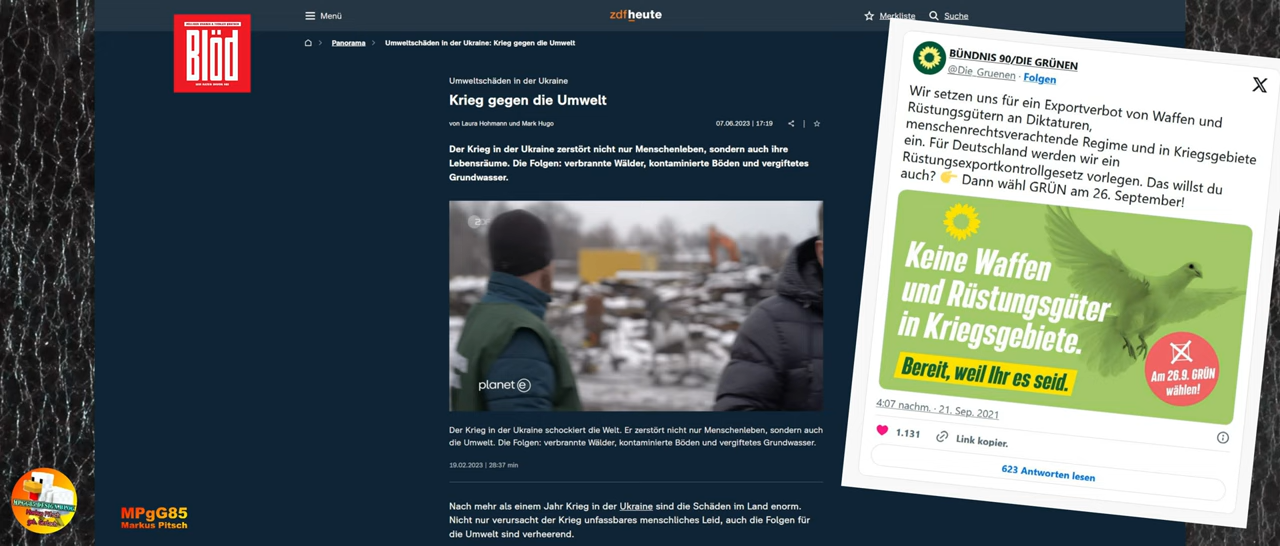 Blöd
Menü
zdfheute
Merkliste
Suche
Panorama
Umweltschäden in der Ukraine: Krieg gegen die Umwelt
Umweltschäden in der Ukraine
Krieg gegen die Umwelt
von Laura Hohmann und Mark Hugo
07.06.2023 | 17:19
Der Krieg in der Ukraine zerstört nicht nur Menschenleben, sondern auch ihre
Lebensräume. Die Folgen: verbrannte Wälder, kontaminierte Böden und vergiftetes
Grundwasser.
planet e
Der Krieg in der Ukraine schockiert die Welt. Er zerstört nicht nur Menschenleben, sondern auch
die Umwelt. Die Folgen: verbrannte Wälder, kontaminierte Böden und vergiftetes Grundwasser.
19.02.2023 | 28:37 min
Nach mehr als einem Jahr Krieg in der Ukraine sind die Schäden im Land enorm.
Nicht nur verursacht der Krieg unfassbares menschliches Leid, auch die Folgen für
die Umwelt sind verheerend.
BÜNDNIS 90/DIE GRÜNEN
@Die_Gruenen · Folgen
Wir setzen uns für ein Exportverbot von Waffen und
Rüstungsgütern an Diktaturen,
menschenrechtsverachtende Regime und in Kriegsgebiete
ein. Für Deutschland werden wir ein
Rüstungsexportkontrollgesetz vorlegen. Das willst du
auch? 👉 Dann wähl GRÜN am 26. September!
Keine Waffen
und Rüstungsgüter
in Kriegsgebiete.
Bereit, weil Ihr es seid.
Am 26.9. GRÜN
wählen!
4:07 nachm. · 21. Sep. 2021
1.131
Link kopier.
623 Antworten lesen
MPgG85
Markus Pitsch